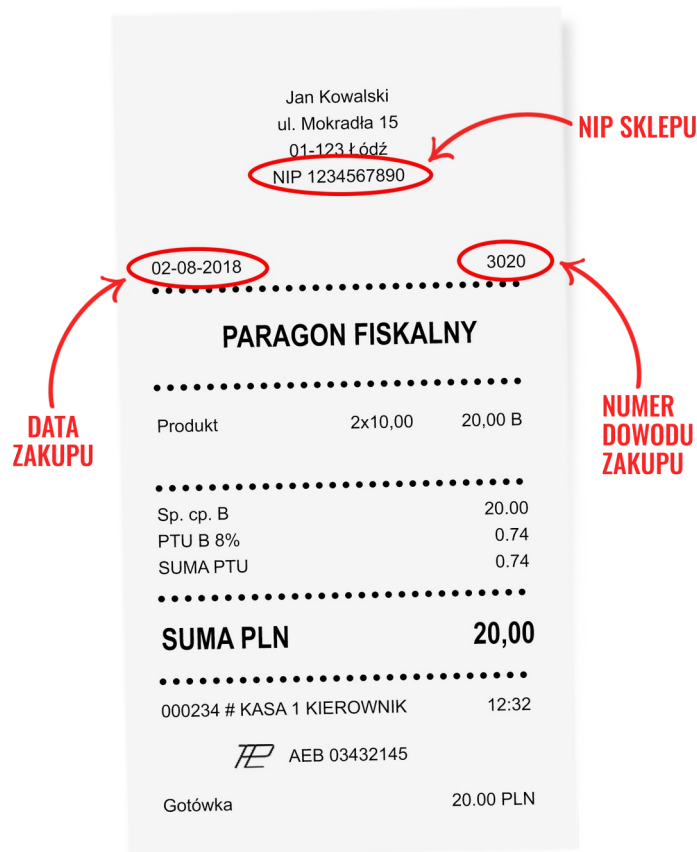 Jan Kowalski
ul. Mokradła 15
01-123 Łódź
NIP 1234567890
NIP SKLEPU
02-08-2018 3020
PARAGON FISKALNY
DATA
ZAKUPU
NUMER
DOWODU
ZAKUPU
Produkt 2x10,00 20,00 B
Sp. cp. B 20.00
PTU B 8% 0.74
SUMA PTU 0.74
SUMA PLN 20,00
000234 # KASA 1 KIEROWNIK 12:32
AEB 03432145
Gotówka 20.00 PLN